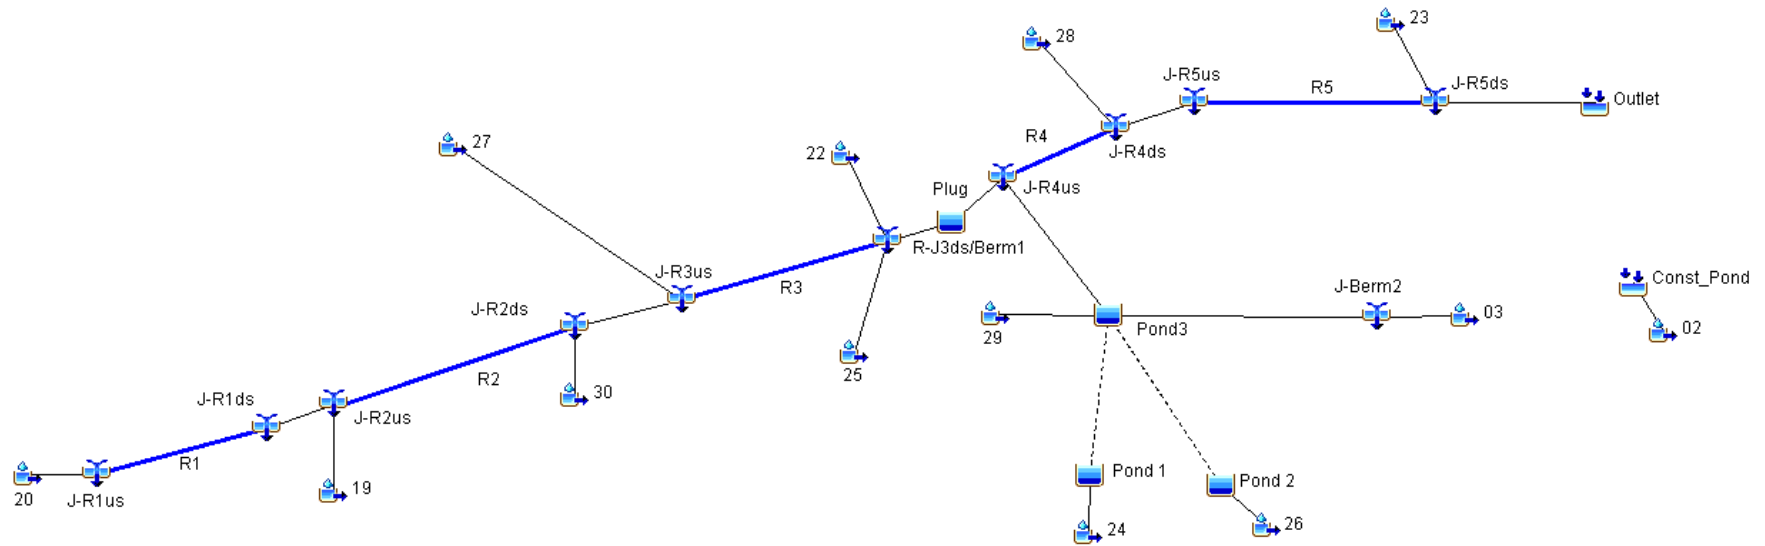 23
28
J-R5us
R5
J-R5ds
Outlet
R4
27
22
J-R4ds
Plug
J-R4us
R-J3ds/Berm1
J-R3us
R3
Const_Pond
J-Berm2
J-R2ds
29
Pond3
03
02
25
R2
30
J-R1ds
J-R2us
R1
20
J-R1us
19
Pond 1
Pond 2
24
26